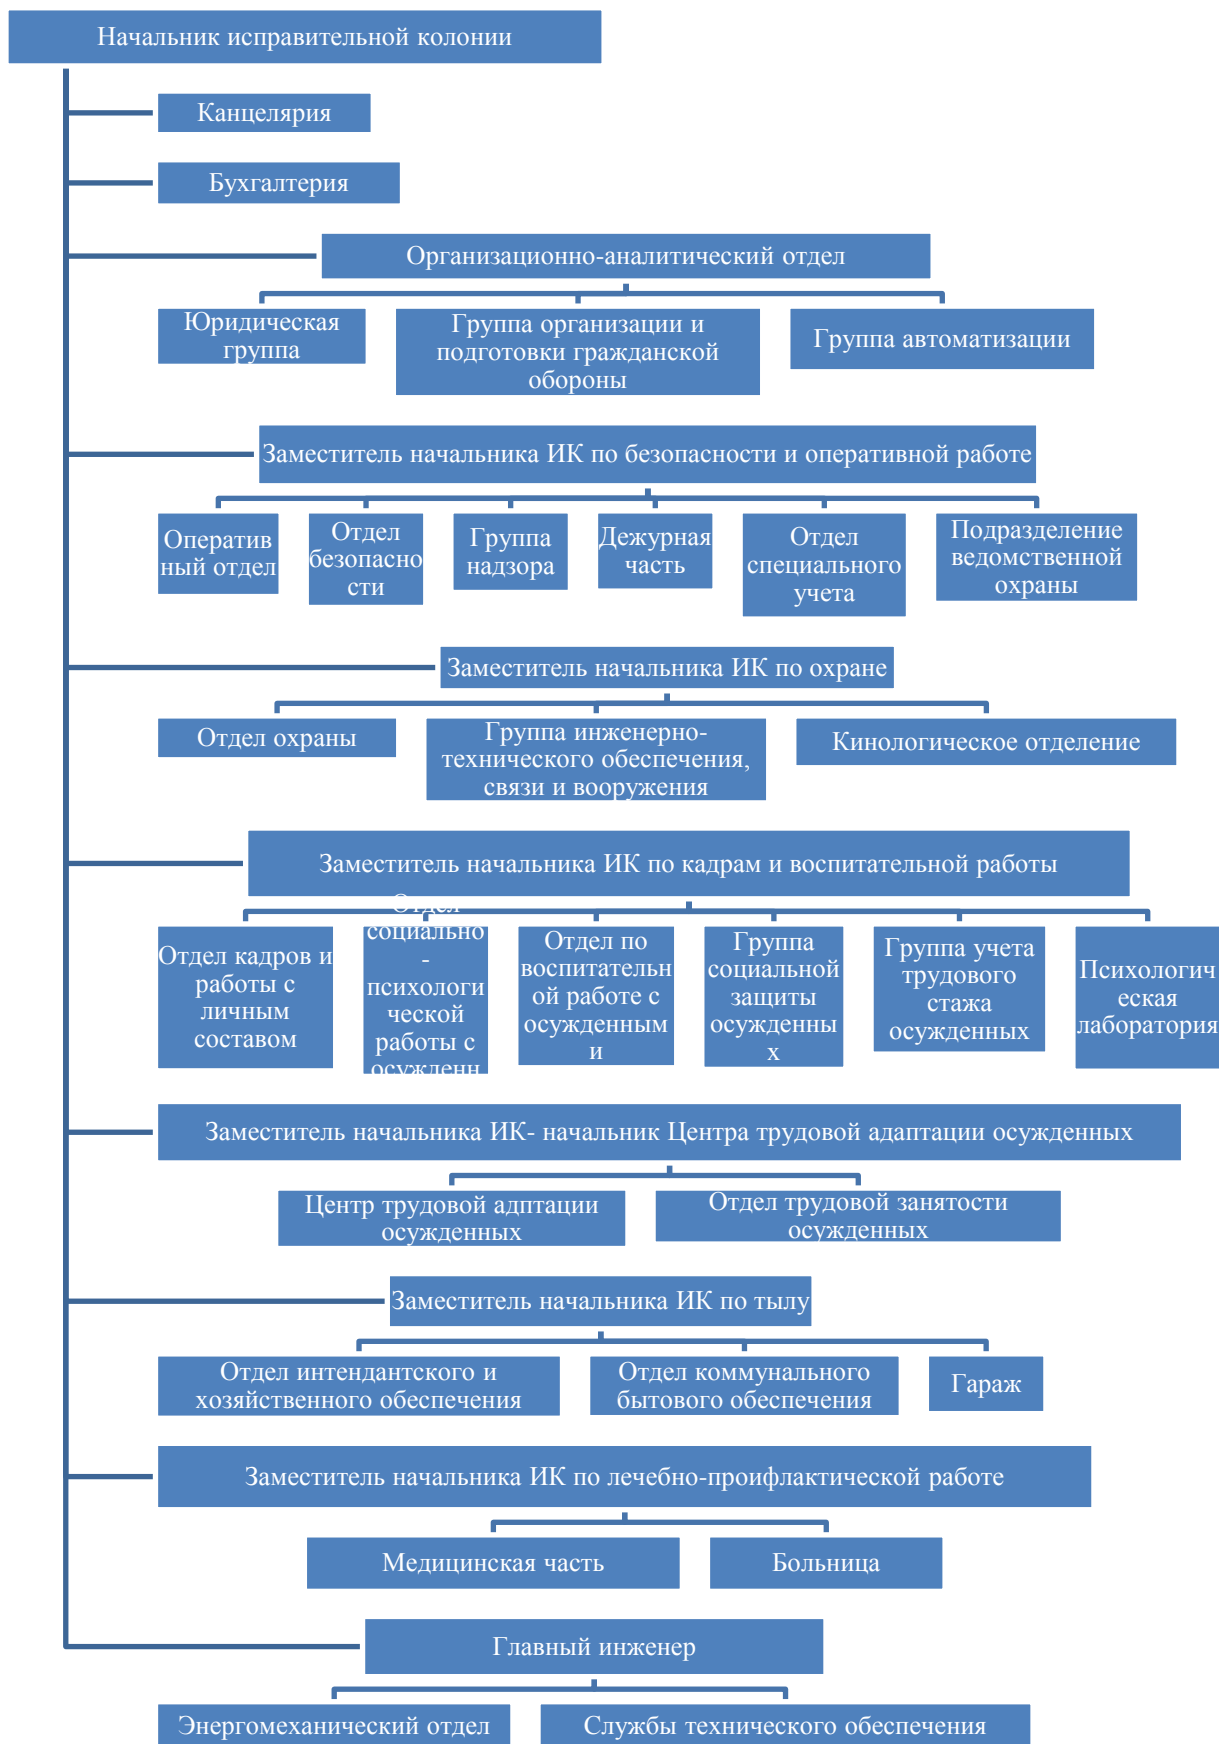 Начальник исправительной колонии
Канцелярия
Бухгалтерия
Организационно-аналитический отдел
Юридическая
группа
Группа организации и
подготовки гражданской
обороны
Группа автоматизации
Заместитель начальника ИК по безопасности и оперативной работе
Оператив
ный отдел
Отдел
безопасно
сти
Группа
надзора
Дежурная
часть
Отдел
специального
учета
Подразделение
ведомственной
охраны
Заместитель начальника ИК по охране
Отдел охраны
Группа инженерно-
технического обеспечения,
связи и вооружения
Кинологическое отделение
Заместитель начальника ИК по кадрам и воспитательной работы
Отдел кадров и
работы с
личным
составом
Отдел
социально
-
психологи
ческой
работы с
осужденн
Отдел по
воспитательн
ой работе с
осужденным
и
Группа
социальной
защиты
осужденны
х
Группа учета
трудового
стажа
осужденных
Психологич
еская
лаборатория
Заместитель начальника ИК- начальник Центра трудовой адаптации осужденных
Центр трудовой адптации
осужденных
Отдел трудовой занятости
осужденных
Заместитель начальника ИК по тылу
Отдел интендантского и
хозяйственного обеспечения
Отдел коммунального
бытового обеспечения
Гараж
Заместитель начальника ИК по лечебно-проифлактической работе
Медицинская часть
Больница
Главный инженер
Энергомеханический отдел
Службы технического обеспечения